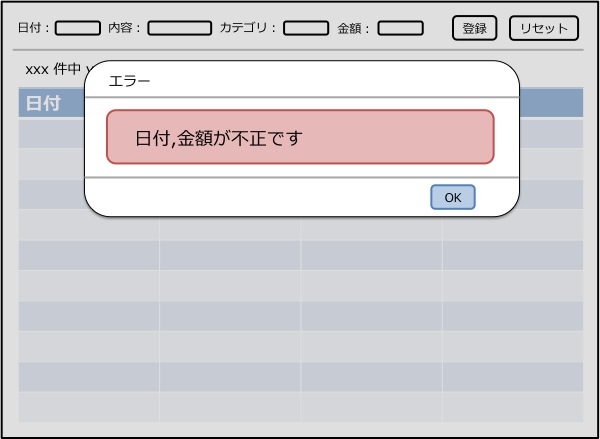 日付： 内容： カテゴリ： 金額： 登録 リセット
xxx 件中
エラー
日付
日付,金額が不正です
OK